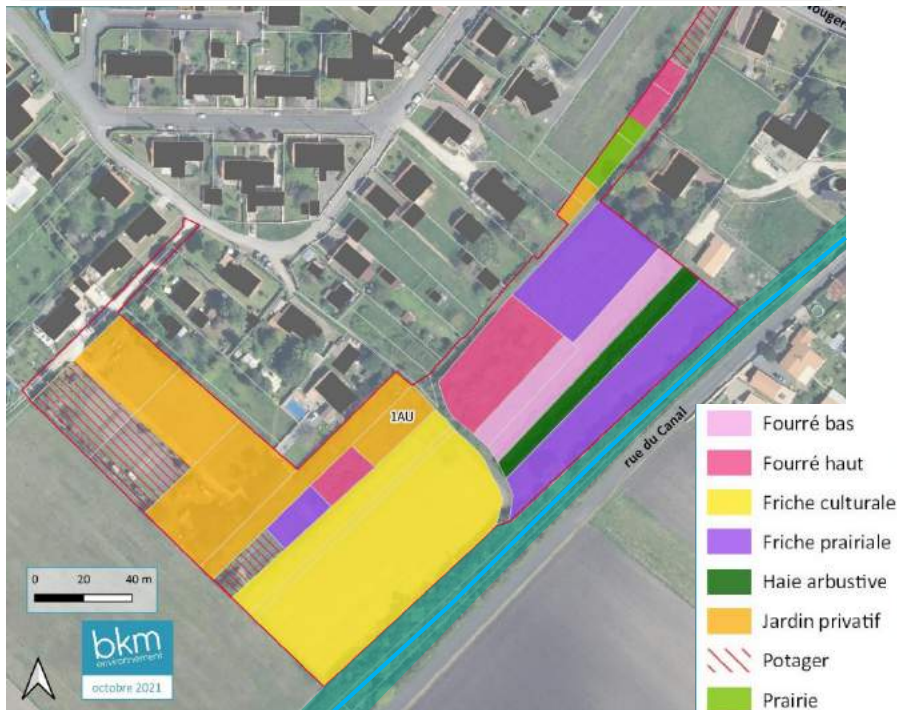 1AU
rue du Canal
0 20 40 m
bkm
environnement
octobre 2021
Fourré bas
Fourré haut
Friche culturale
Friche prairiale
Haie arbustive
Jardin privatif
Potager
Prairie